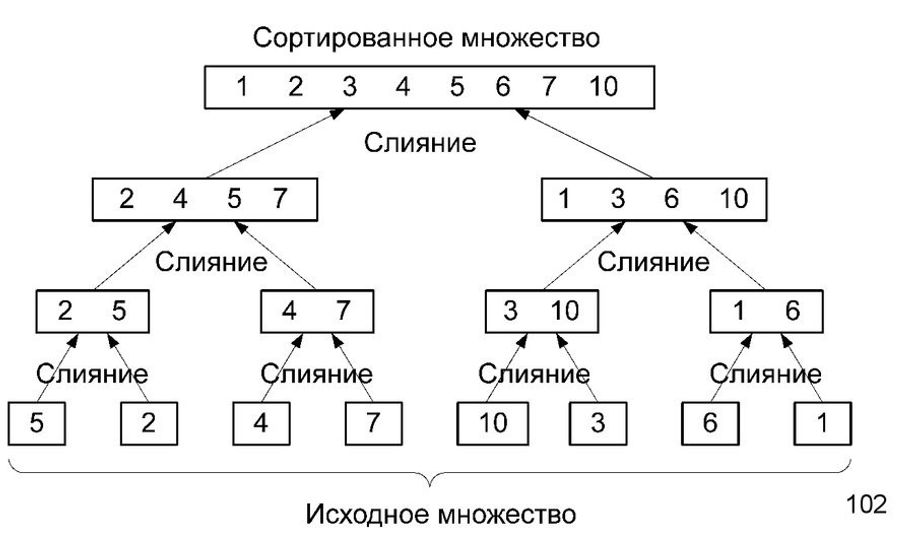 Сортированное множество
1 2 3 4 5 6 7 10
Слияние
2 4 5 7
1 3 6 10
Слияние
Слияние
2 5
4 7
3 10
1 6
Слияние
Слияние
Слияние
Слияние
5
2
4
7
10
3
6
1
Исходное множество
102